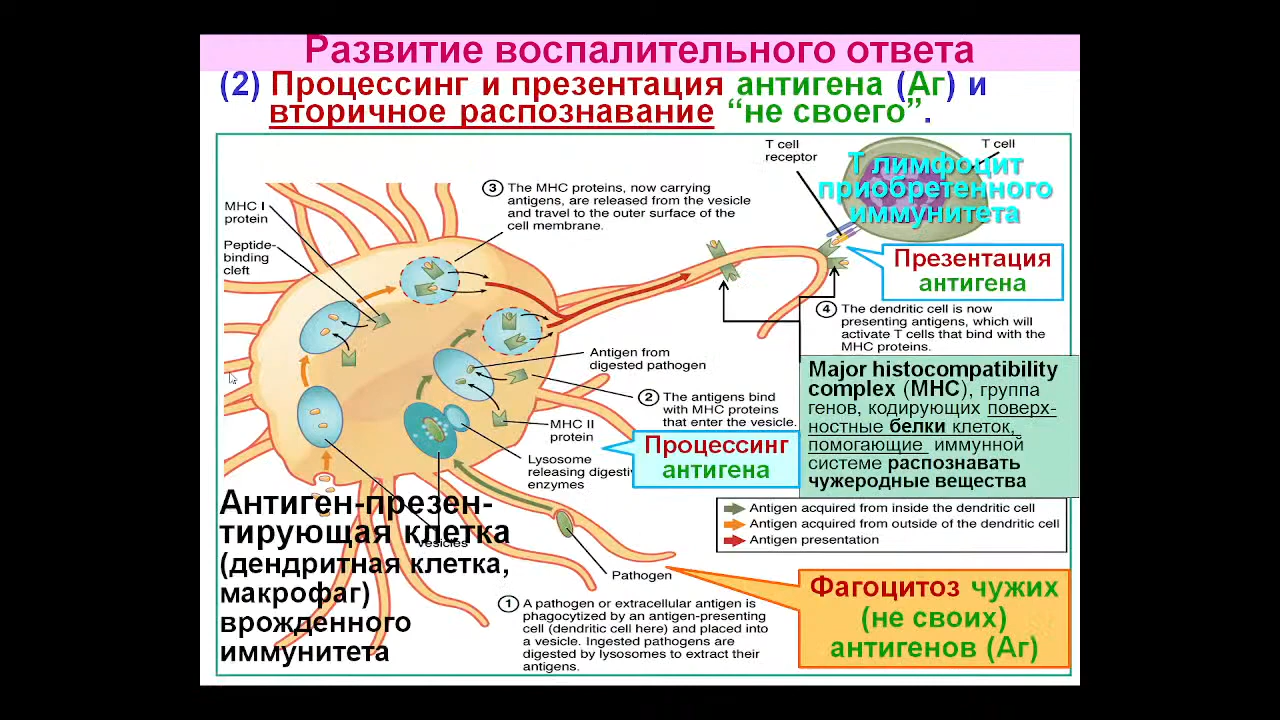 Развитие воспалительного ответа
(2) Процессинг и презентация антигена (Аг) и
вторичное распознавание “не своего”.
T cell
receptor
T cell
Т лимфоцит
приобретенного
иммунитета
3 The MHC proteins, now carrying
antigens, are released from the vesicle
and travel to the outer surface of the
cell membrane.
MHC I
protein
Peptide-
binding
cleft
Презентация
антигена
4 The dendritic cell is now
presenting antigens, which will
activate T cells that bind with the
MHC proteins.
Antigen from
digested pathogen
Major histocompatibility
complex (MHC), группа
генов, кодирующих поверх-
ностные белки клеток,
помогающие иммунной
системе распознавать
чужеродные вещества
2 The antigens bind
with MHC proteins
that enter the vesicle.
MHC II
protein
Процессинг
антигена
Lysosome
releasing digesti
enzymes
Антиген-презен-
тирующая клетка
(дендритная клетка,
макрофаг)
врожденного
иммунитета
vesicles
Antigen acquired from inside the dendritic cell
Antigen acquired from outside of the dendritic cell
Antigen presentation
Pathogen
Фагоцитоз чужих
(не своих)
антигенов (Аг)
1 A pathogen or extracellular antigen is
phagocytized by an antigen-presenting
cell (dendritic cell here) and placed into
a vesicle. Ingested pathogens are
digested by lysosomes to extract their
antigens.